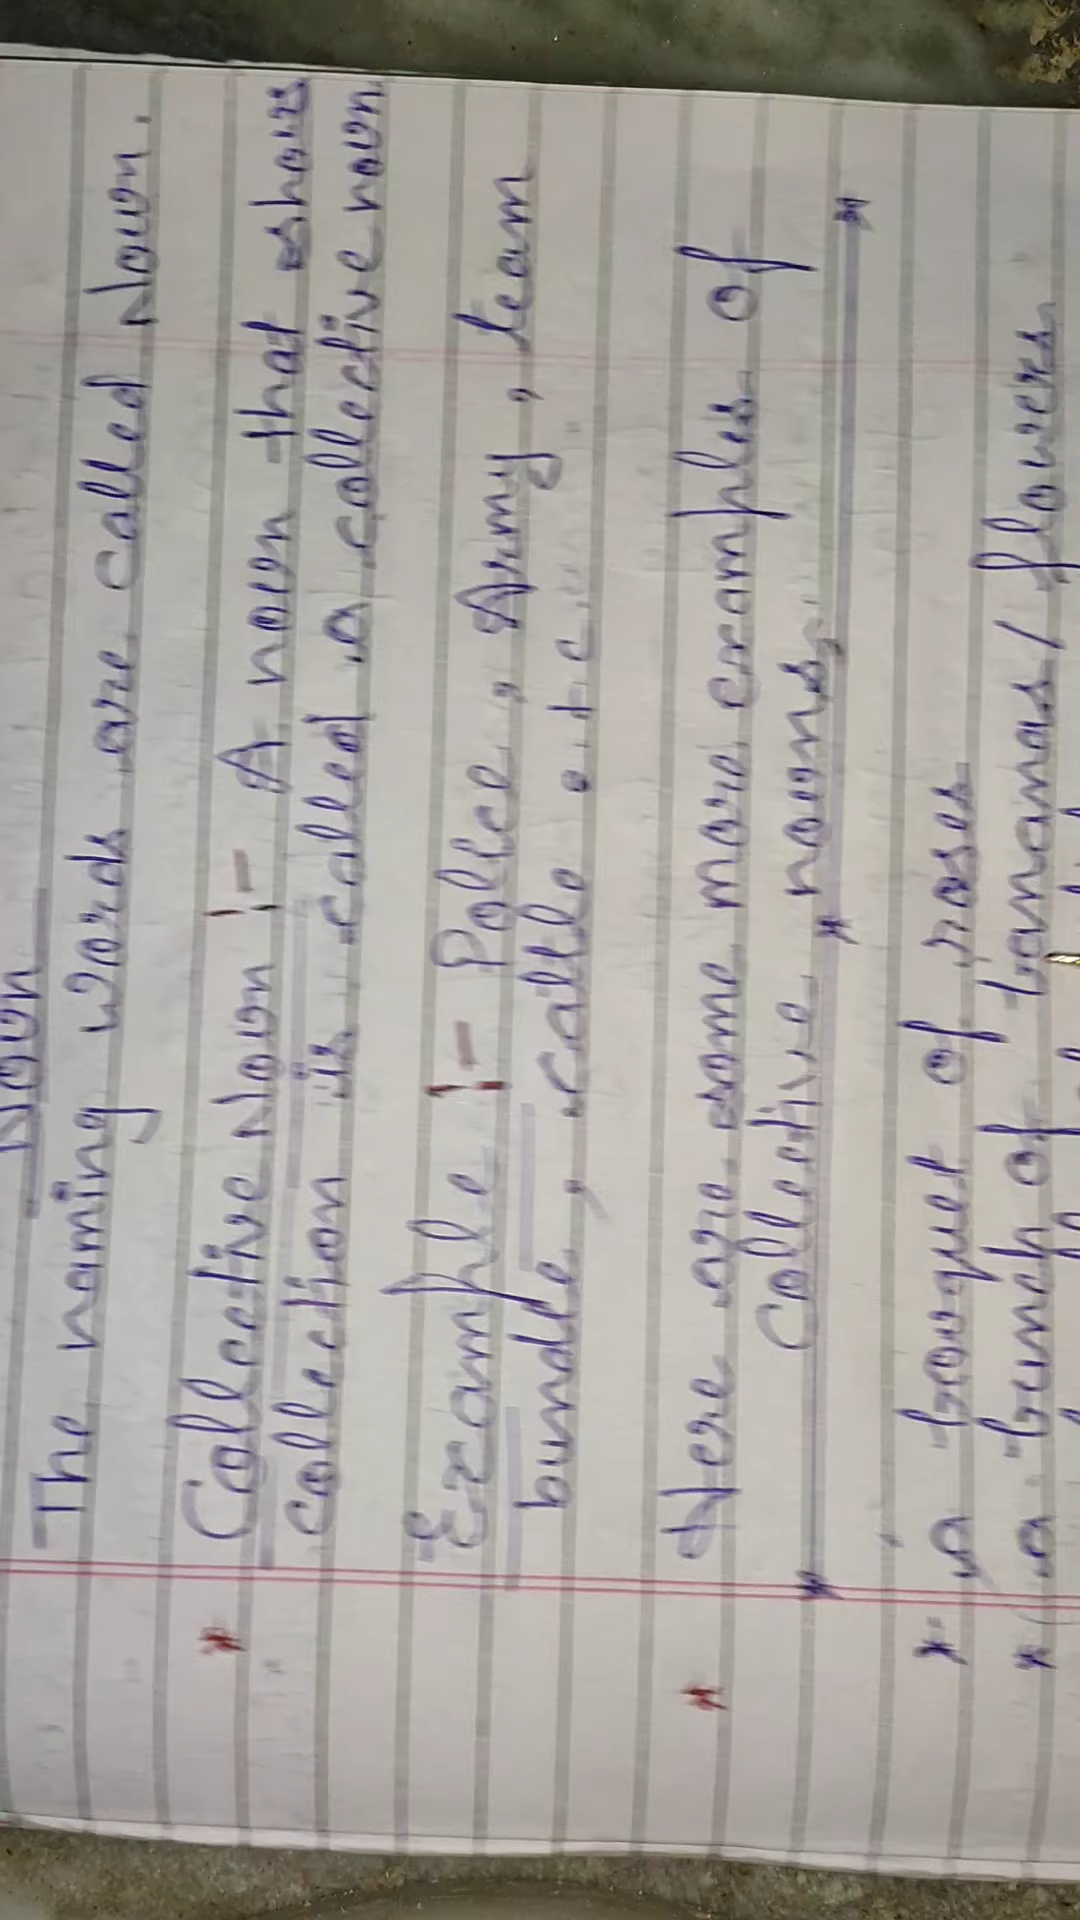 Noun
The naming words are called Noun.
* Collective Noun :- A noun that shows
collection is called a collective noun
Example :- Police, Army, team
bundle, cattle etc.
* Here are some more examples of
Collective nouns.
* a bouquet of roses
* a bunch of bananas / flowers